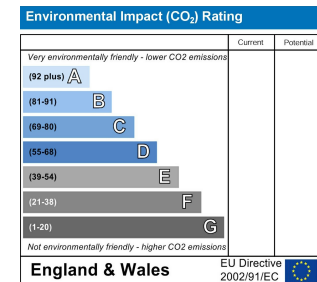 Environmental Impact (CO₂) Rating
Current Potential
Very environmentally friendly - lower CO2 emissions
(92 plus) A
(81-91) B
(69-80) C
(55-68) D
(39-54) E
(21-38) F
(1-20) G
Not environmentally friendly - higher CO2 emissions
England & Wales
EU Directive
2002/91/EC